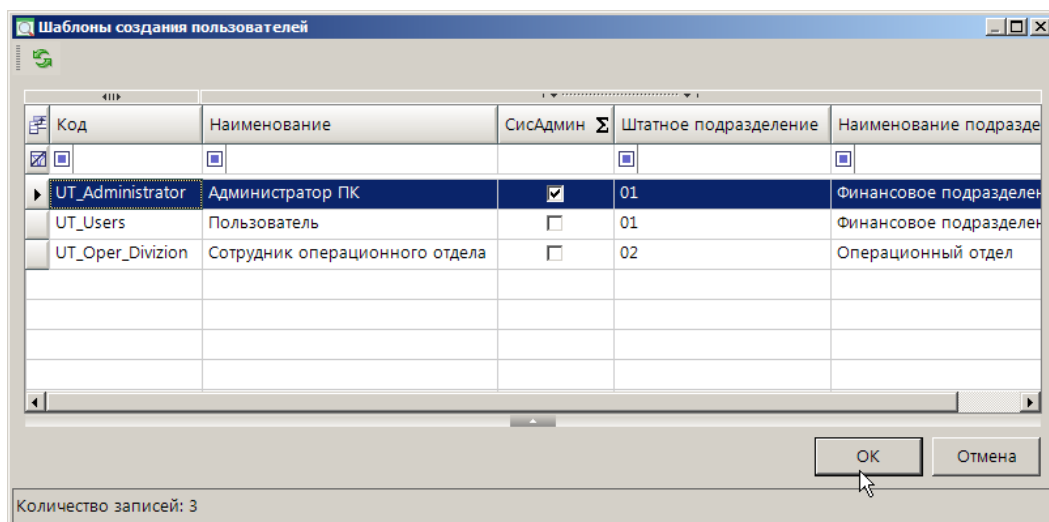 Шаблоны создания пользователей
Код Наименование СисАдмин Σ Штатное подразделение Наименование подразде
UT_Administrator Администратор ПК 01 Финансовое подразделен
UT_Users Пользователь 01 Финансовое подразделен
UT_Oper_Divizion Сотрудник операционного отдела 02 Операционный отдел
ОК Отмена
Количество записей: 3